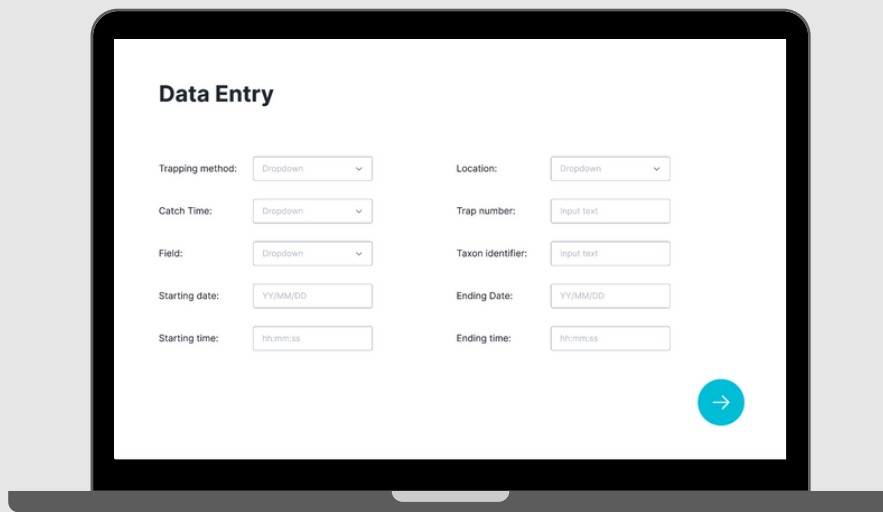 Data Entry
Trapping method: Dropdown
Location: Dropdown
Catch Time: Dropdown
Trap number: Input text
Field: Dropdown
Taxon identifier: Input text
Starting date: YY/MM/DD
Ending Date: YY/MM/DD
Starting time: hh:mm:ss
Ending time: hh:mm:ss